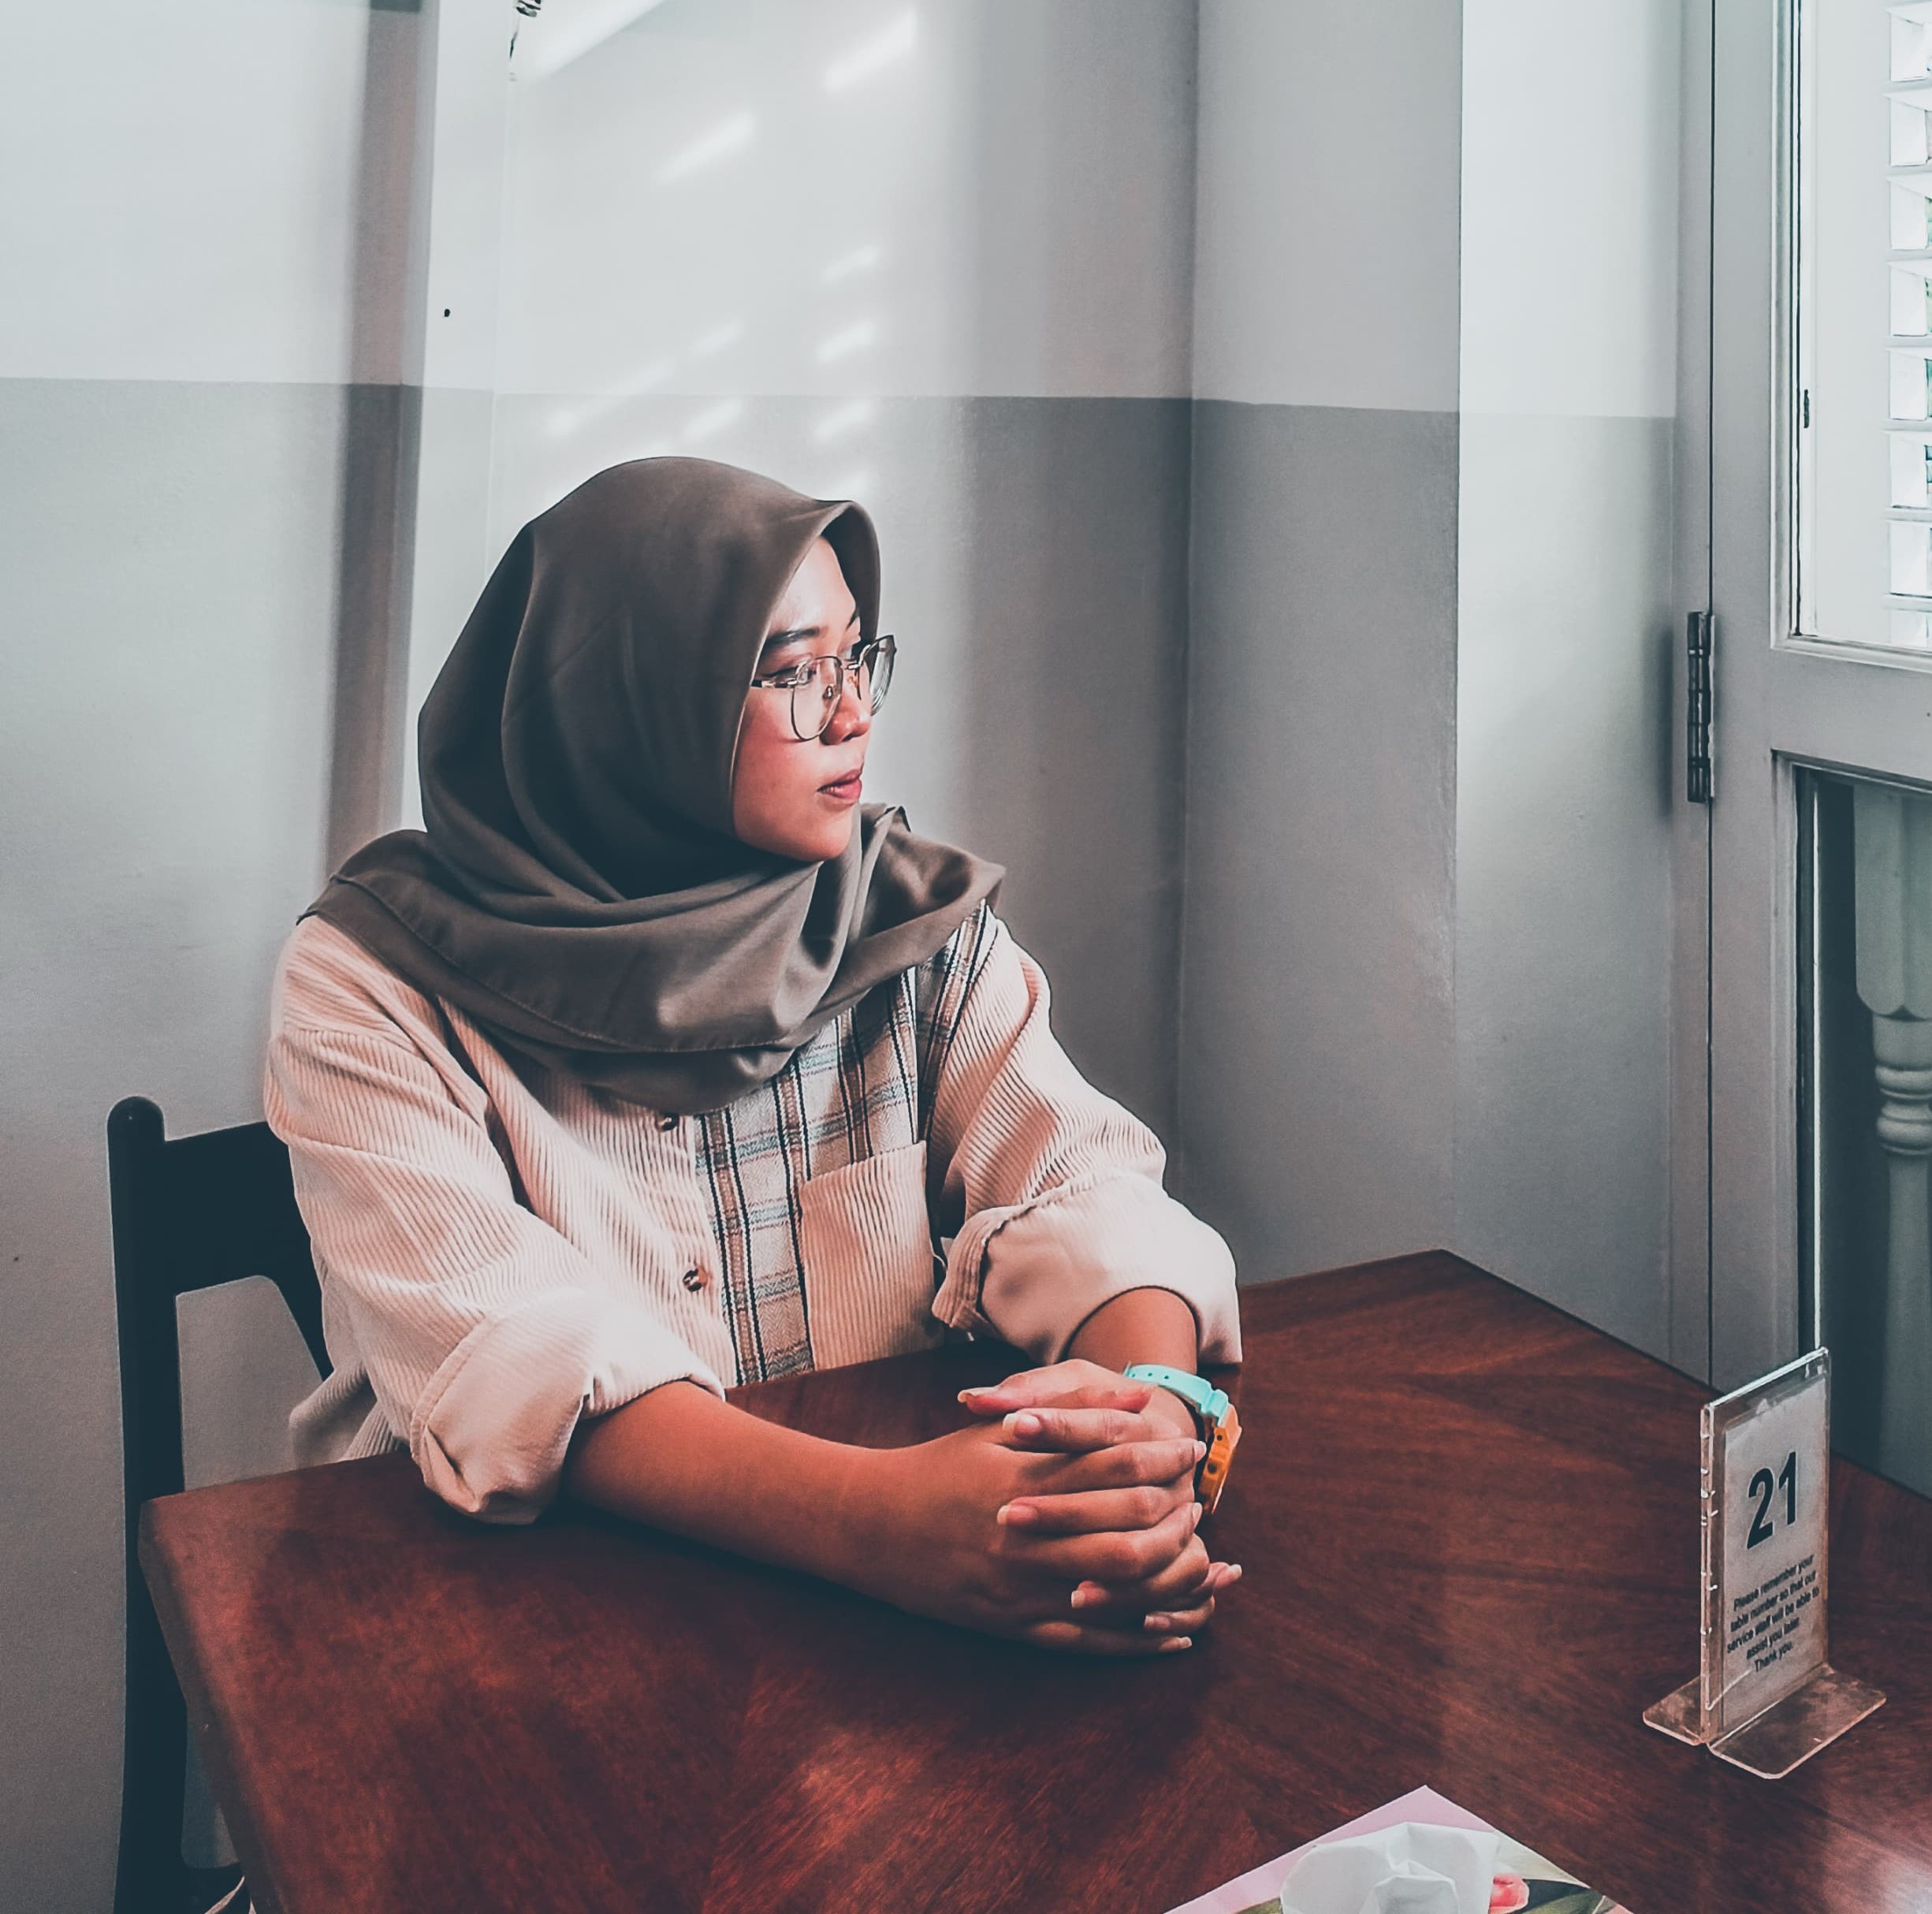 21
Please remember your
table number so that our
service staff will be able to
assist you later.
Thank you.